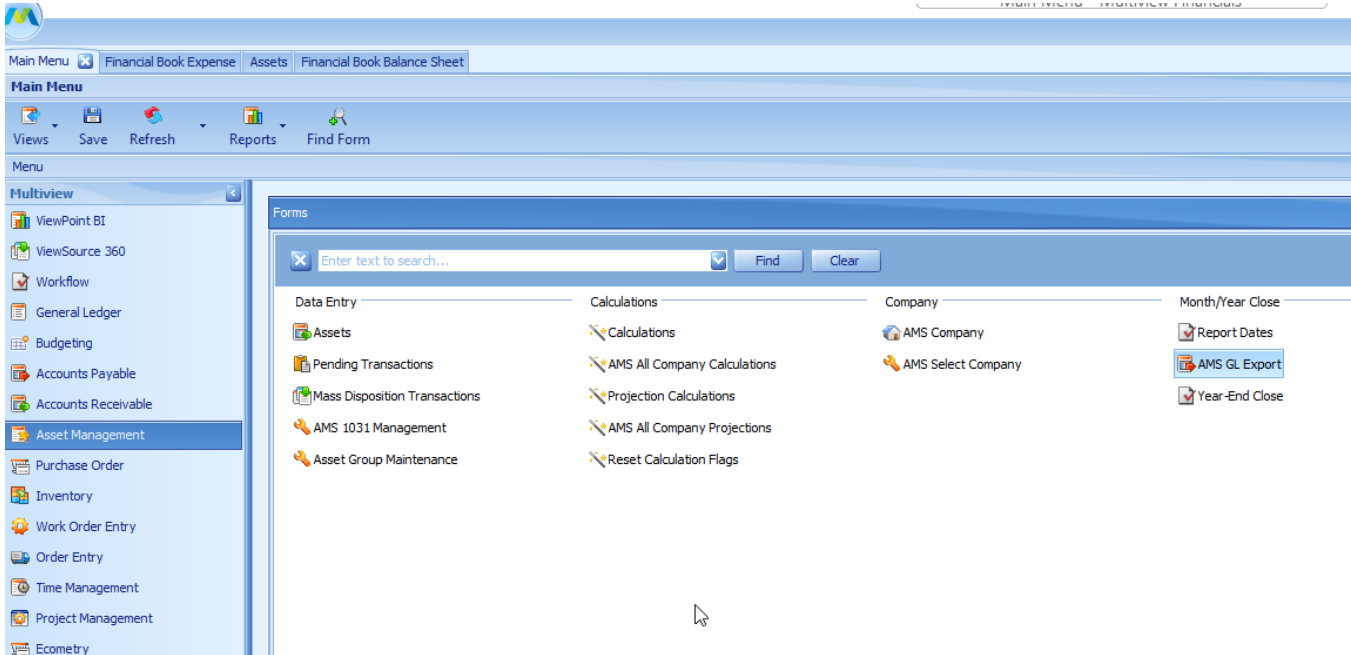 Main Menu - Multiview Financials
Main Menu Financial Book Expense Assets Financial Book Balance Sheet
Main Menu
Views Save Refresh Reports Find Form
Menu
Multiview
ViewPoint BI
ViewSource 360
Workflow
General Ledger
Budgeting
Accounts Payable
Accounts Receivable
Asset Management
Purchase Order
Inventory
Work Order Entry
Order Entry
Time Management
Project Management
Ecometry
Forms
Enter text to search... Find Clear
Data Entry
Assets
Pending Transactions
Mass Disposition Transactions
AMS 1031 Management
Asset Group Maintenance
Calculations
Calculations
AMS All Company Calculations
Projection Calculations
AMS All Company Projections
Reset Calculation Flags
Company
AMS Company
AMS Select Company
Month/Year Close
Report Dates
AMS GL Export
Year-End Close